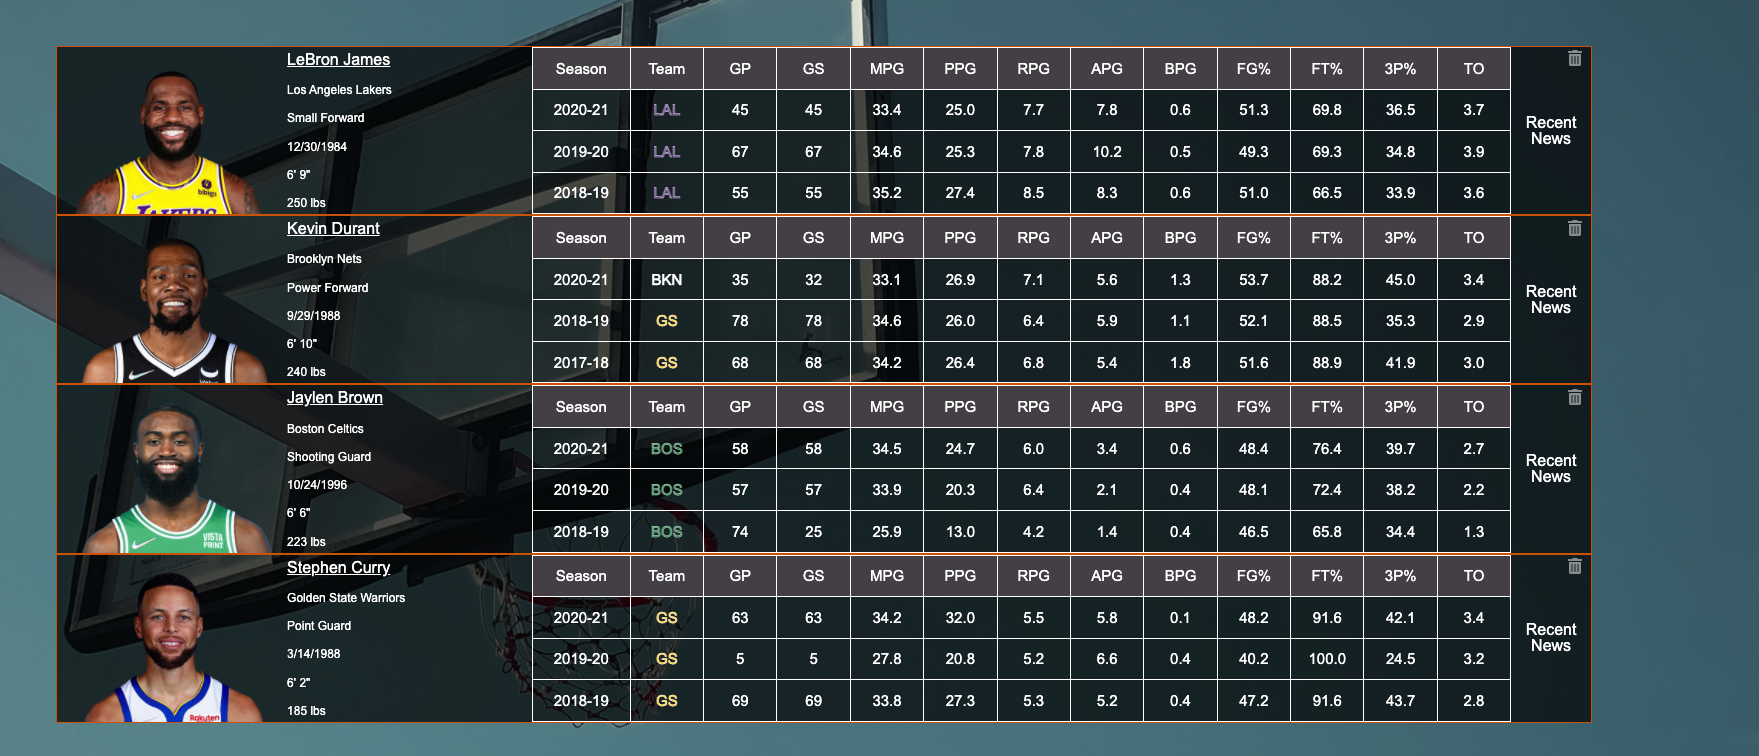 LeBron James
Los Angeles Lakers
Small Forward
12/30/1984
6' 9"
250 lbs
Season Team GP GS MPG PPG RPG APG BPG FG% FT% 3P% TO
2020-21 LAL 45 45 33.4 25.0 7.7 7.8 0.6 51.3 69.8 36.5 3.7
2019-20 LAL 67 67 34.6 25.3 7.8 10.2 0.5 49.3 69.3 34.8 3.9
2018-19 LAL 55 55 35.2 27.4 8.5 8.3 0.6 51.0 66.5 33.9 3.6
Recent
News
bibigo
Kevin Durant
Brooklyn Nets
Power Forward
9/29/1988
6' 10"
240 lbs
Season Team GP GS MPG PPG RPG APG BPG FG% FT% 3P% TO
2020-21 BKN 35 32 33.1 26.9 7.1 5.6 1.3 53.7 88.2 45.0 3.4
2018-19 GS 78 78 34.6 26.0 6.4 5.9 1.1 52.1 88.5 35.3 2.9
2017-18 GS 68 68 34.2 26.4 6.8 5.4 1.8 51.6 88.9 41.9 3.0
Recent
News
Jaylen Brown
Boston Celtics
Shooting Guard
10/24/1996
6' 6"
223 lbs
Season Team GP GS MPG PPG RPG APG BPG FG% FT% 3P% TO
2020-21 BOS 58 58 34.5 24.7 6.0 3.4 0.6 48.4 76.4 39.7 2.7
2019-20 BOS 57 57 33.9 20.3 6.4 2.1 0.4 48.1 72.4 38.2 2.2
2018-19 BOS 74 25 25.9 13.0 4.2 1.4 0.4 46.5 65.8 34.4 1.3
Recent
News
VISTA
PRINT
Stephen Curry
Golden State Warriors
Point Guard
3/14/1988
6' 2"
185 lbs
Season Team GP GS MPG PPG RPG APG BPG FG% FT% 3P% TO
2020-21 GS 63 63 34.2 32.0 5.5 5.8 0.1 48.2 91.6 42.1 3.4
2019-20 GS 5 5 27.8 20.8 5.2 6.6 0.4 40.2 100.0 24.5 3.2
2018-19 GS 69 69 33.8 27.3 5.3 5.2 0.4 47.2 91.6 43.7 2.8
Recent
News
Rakuten